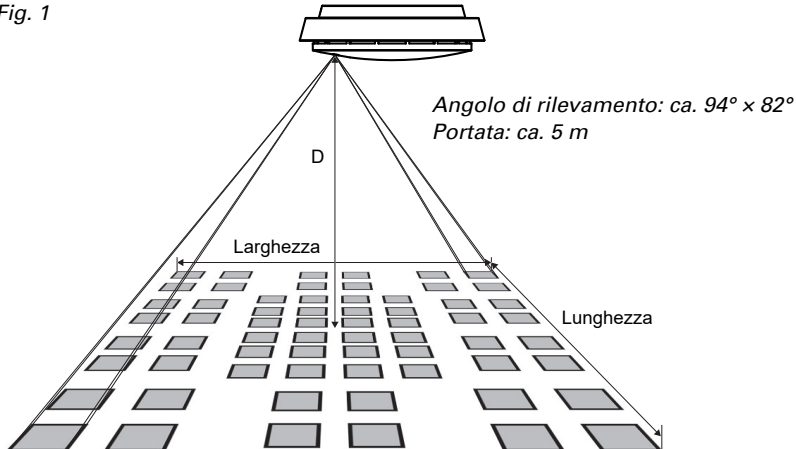 Fig. 1
Angolo di rilevamento: ca. 94° × 82°
Portata: ca. 5 m
D
Larghezza
Lunghezza